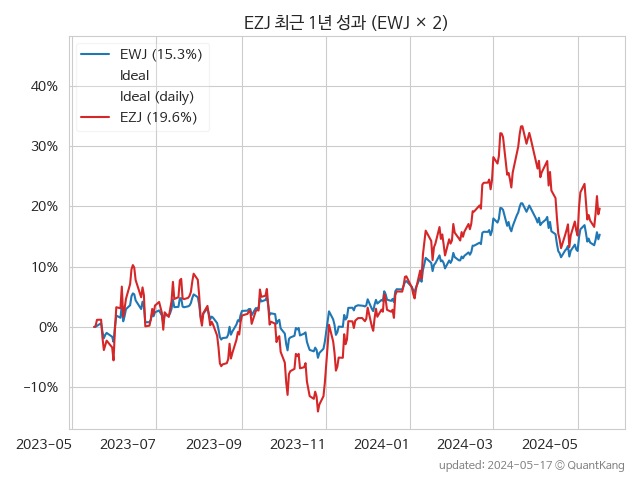 EZJ 최근 1년 성과 (EWJ × 2)
EWJ (15.3%)
Ideal
Ideal (daily)
EZJ (19.6%)
40%
30%
20%
10%
0%
−10%
2023−05 2023−07 2023−09 2023−11 2024−01 2024−03 2024−05
updated: 2024−05−17 © QuantKang